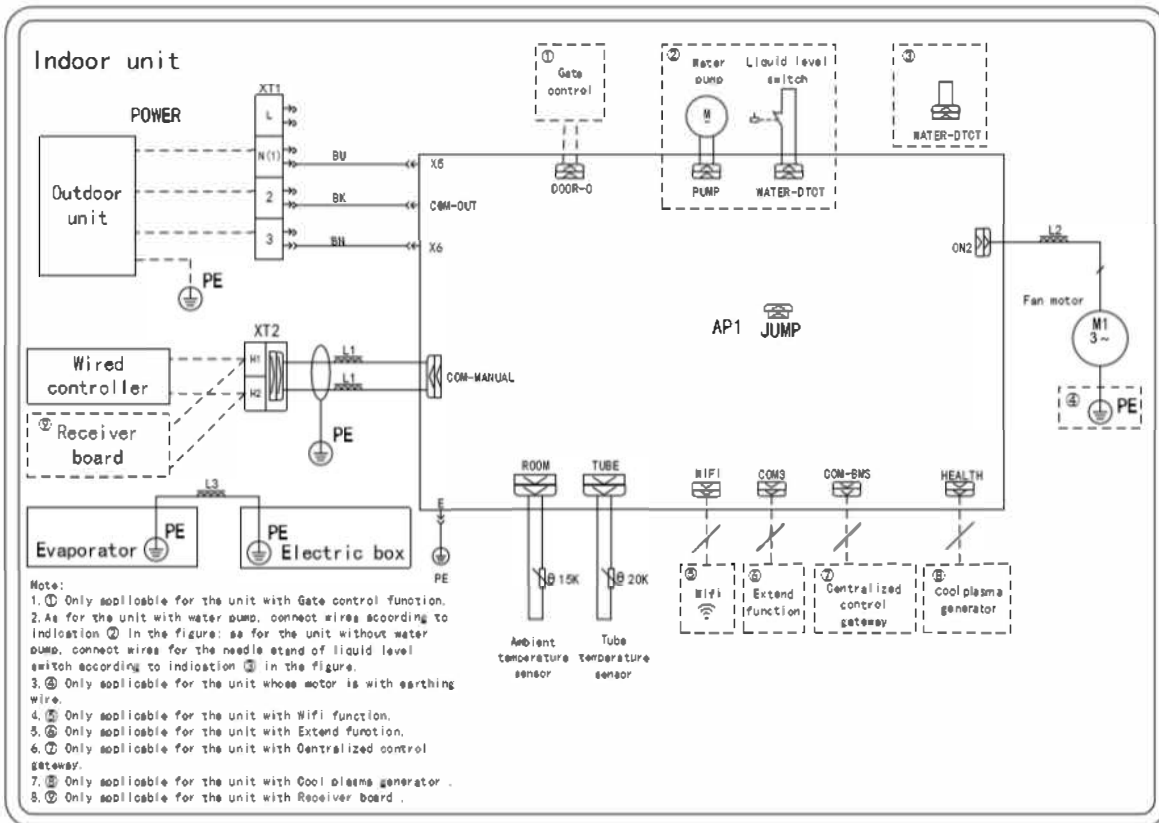 Indoor unit
POWER
XT1
L
N(1)
2
3
Outdoor
unit
PE
BU
BK
BN
X5
COM-OUT
X6
①
Gate
control
DOOR-O
②
Water
pump
Liquid level
switch
M
PUMP
WATER-DTCT
③
WATER-DTCT
CN2
L2
Fan motor
M1
3~
④
PE
AP1
JUMP
XT2
H1
H2
L1
L1
COM-MANUAL
PE
Wired
controller
⑨ Receiver
board
L3
PE
Evaporator
PE
Electric box
E
PE
ROOM
TUBE
θ 15K
θ 20K
Ambient
temperature
sensor
Tube
temperature
sensor
WIFI
COM3
COM-BMS
HEALTH
⑤
Wifi
⑥
Extend
function
⑦
Centralized
control
gateway
⑧
Cool plasma
generator
Note:
1. ① Only applicable for the unit with Gate control function.
2. As for the unit with water pump, connect wires according to
indication ② in the figure; as for the unit without water
pump, connect wires for the needle stand of liquid level
switch according to indication ③ in the figure.
3. ④ Only applicable for the unit whose motor is with earthing
wire.
4. ⑤ Only applicable for the unit with Wifi function.
5. ⑥ Only applicable for the unit with Extend function.
6. ⑦ Only applicable for the unit with Centralized control
gateway.
7. ⑧ Only applicable for the unit with Cool plasma generator .
8. ⑨ Only applicable for the unit with Receiver board .